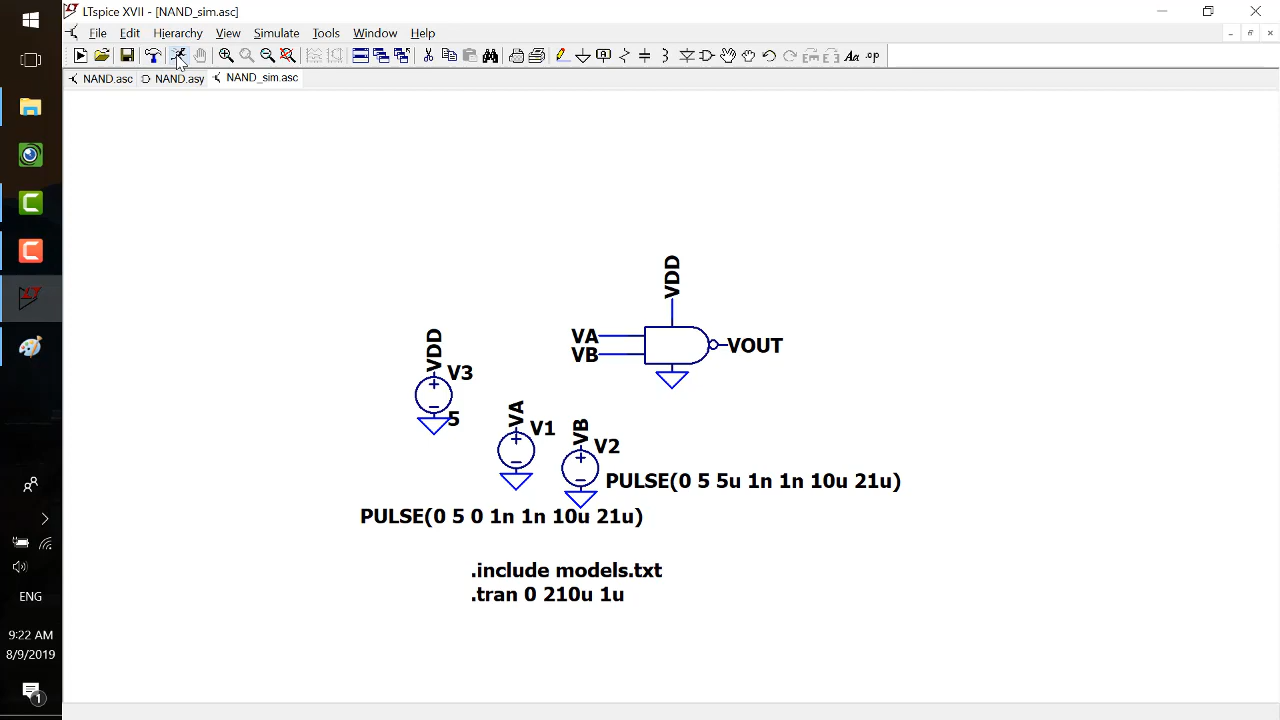 LTspice XVII - [NAND_sim.asc]
File Edit View Hierarchy Simulate Tools Window Help
NAND.asc NAND.asy NAND_sim.asc
VDD
VA
VB
VOUT
VDD
V3
5
VA
V1
VB
V2
PULSE(0 5 5u 1n 1n 10u 21u)
PULSE(0 5 0 1n 1n 10u 21u)
.include models.txt
.tran 0 210u 1u
ENG
9:22 AM
8/9/2019
1